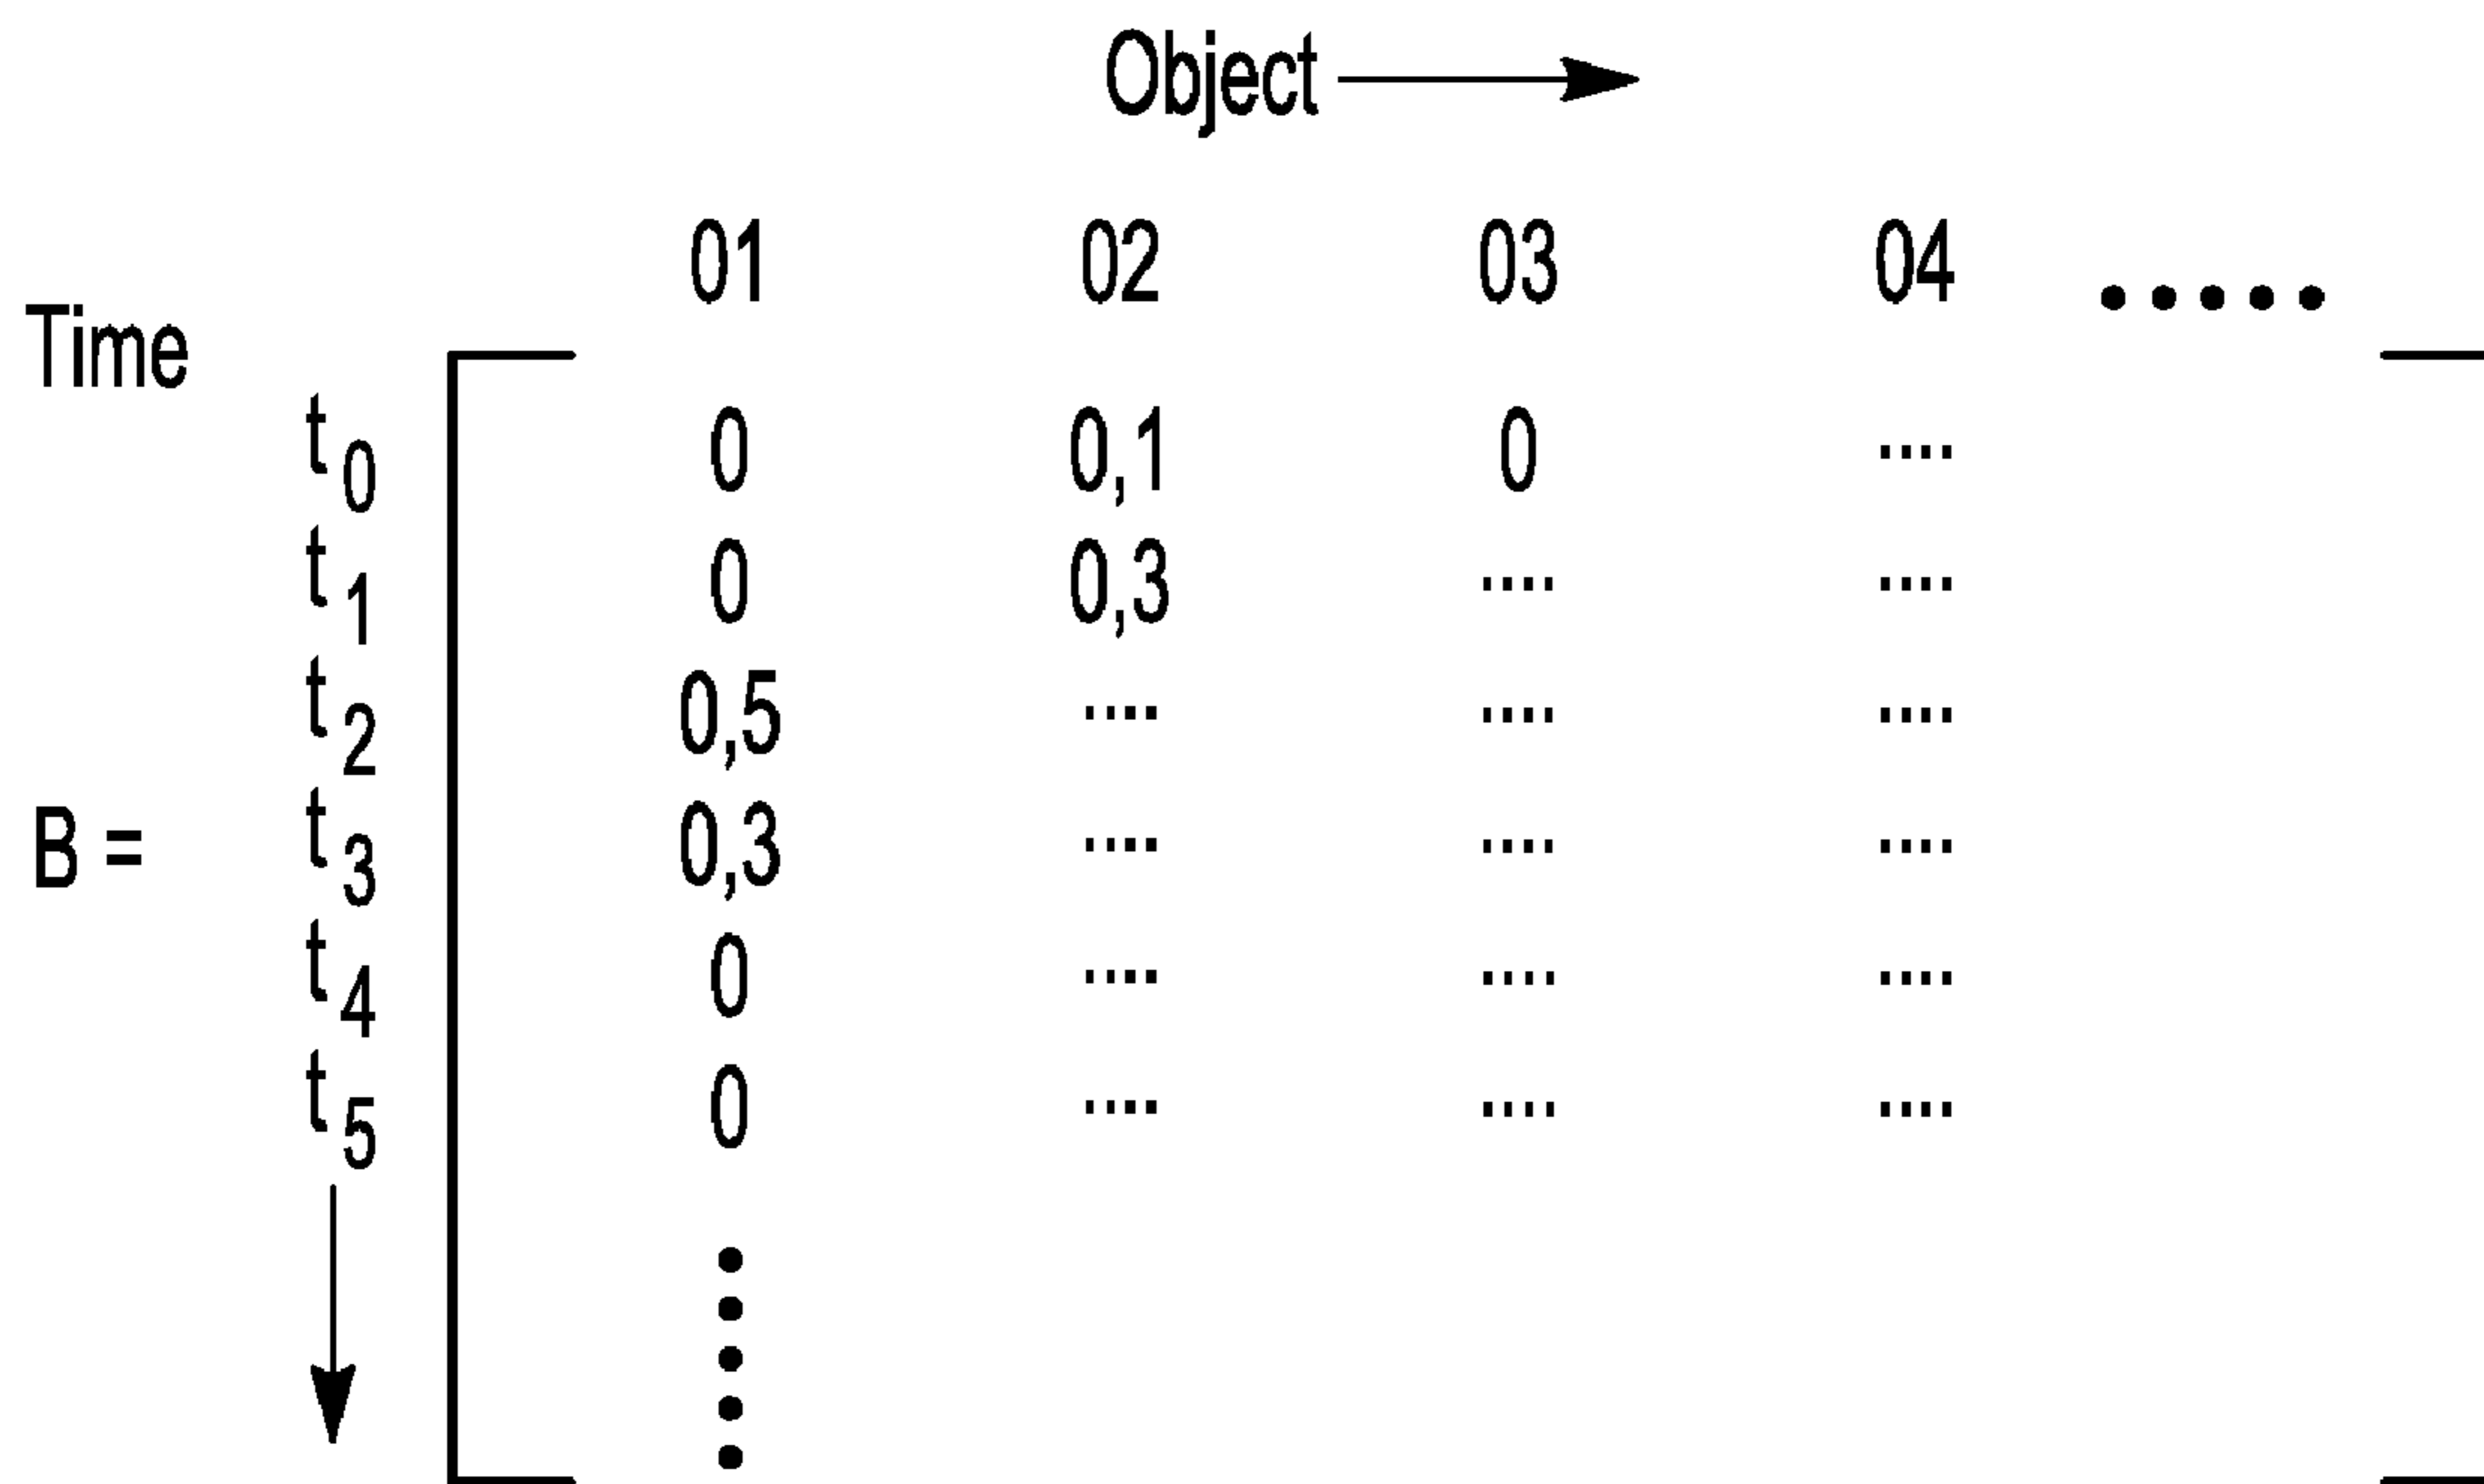 Object
01 02 03 04 .....
Time
t0 0 0,1 0 ....
t1 0 0,3 .... ....
t2 0,5 .... .... ....
B = t3 0,3 .... .... ....
t4 0 .... .... ....
t5 0 .... .... ....